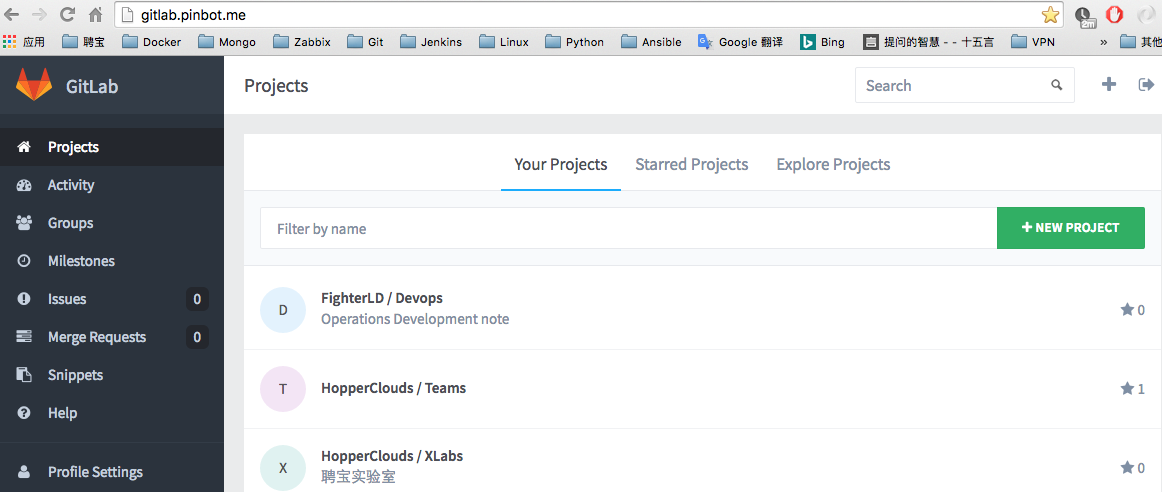 gitlab.pinbot.me
2m
应用 聘宝 Docker Mongo Zabbix Git Jenkins Linux Python Ansible Google 翻译 Bing 言 提问的智慧 - - 十五言 VPN » 其他
GitLab
Projects
Search
Projects
Activity
Groups
Milestones
Issues 0
Merge Requests 0
Snippets
Help
Profile Settings
Your Projects Starred Projects Explore Projects
Filter by name
NEW PROJECT
D
FighterLD / Devops
Operations Development note
0
T
HopperClouds / Teams
1
X
HopperClouds / XLabs
聘宝实验室
0